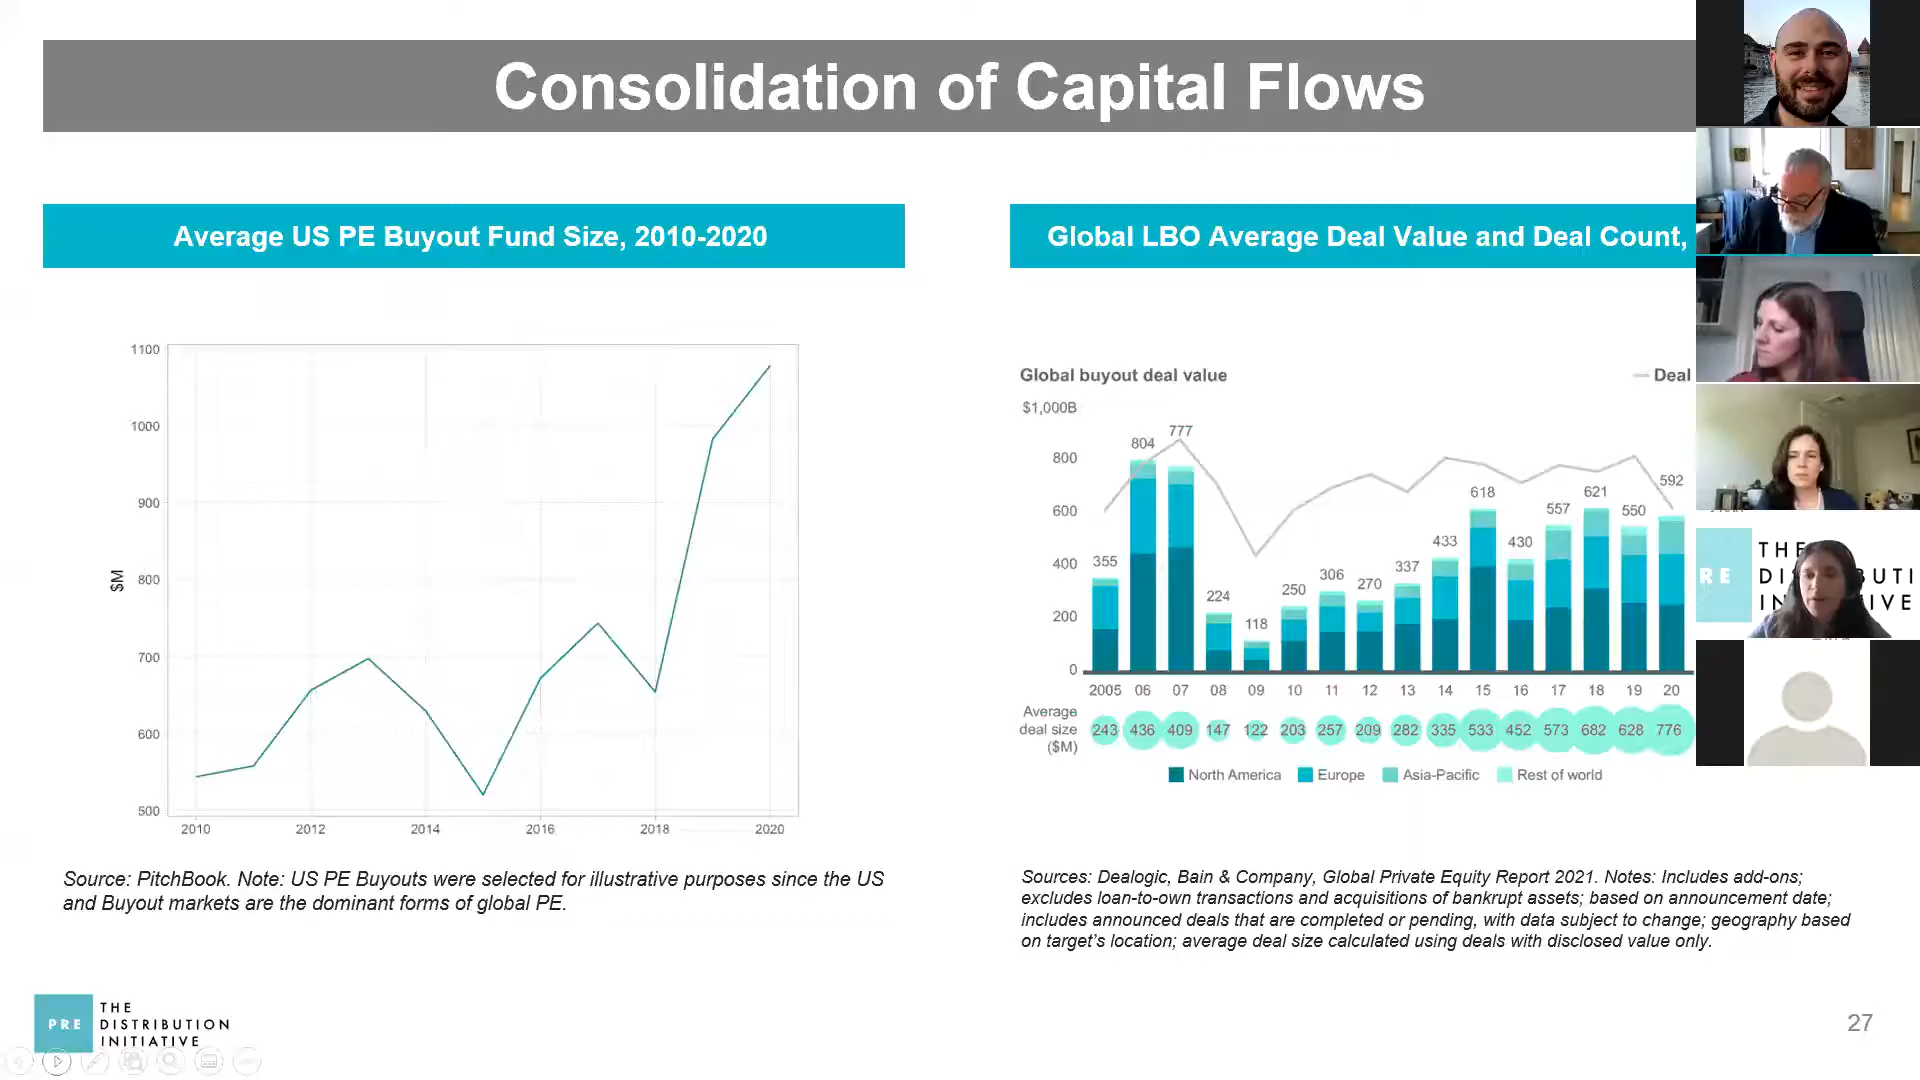 Consolidation of Capital Flows
Average US PE Buyout Fund Size, 2010-2020
1100
1000
900
800
700
600
500
$M
2010 2012 2014 2016 2018 2020
Source: PitchBook. Note: US PE Buyouts were selected for illustrative purposes since the US
and Buyout markets are the dominant forms of global PE.
Global LBO Average Deal Value and Deal Count,
Global buyout deal value
Deal
$1,000B
800
600
400
200
0
355 804 777 224 118 250 306 270 337 433 618 430 557 621 550 592
2005 06 07 08 09 10 11 12 13 14 15 16 17 18 19 20
Average
deal size
($M)
243 436 409 147 122 203 257 209 282 335 533 452 573 682 628 776
North America Europe Asia-Pacific Rest of world
Sources: Dealogic, Bain & Company, Global Private Equity Report 2021. Notes: Includes add-ons;
excludes loan-to-own transactions and acquisitions of bankrupt assets; based on announcement date;
includes announced deals that are completed or pending, with data subject to change; geography based
on target's location; average deal size calculated using deals with disclosed value only.
PRE
THE
DISTRIBUTION
INITIATIVE
27